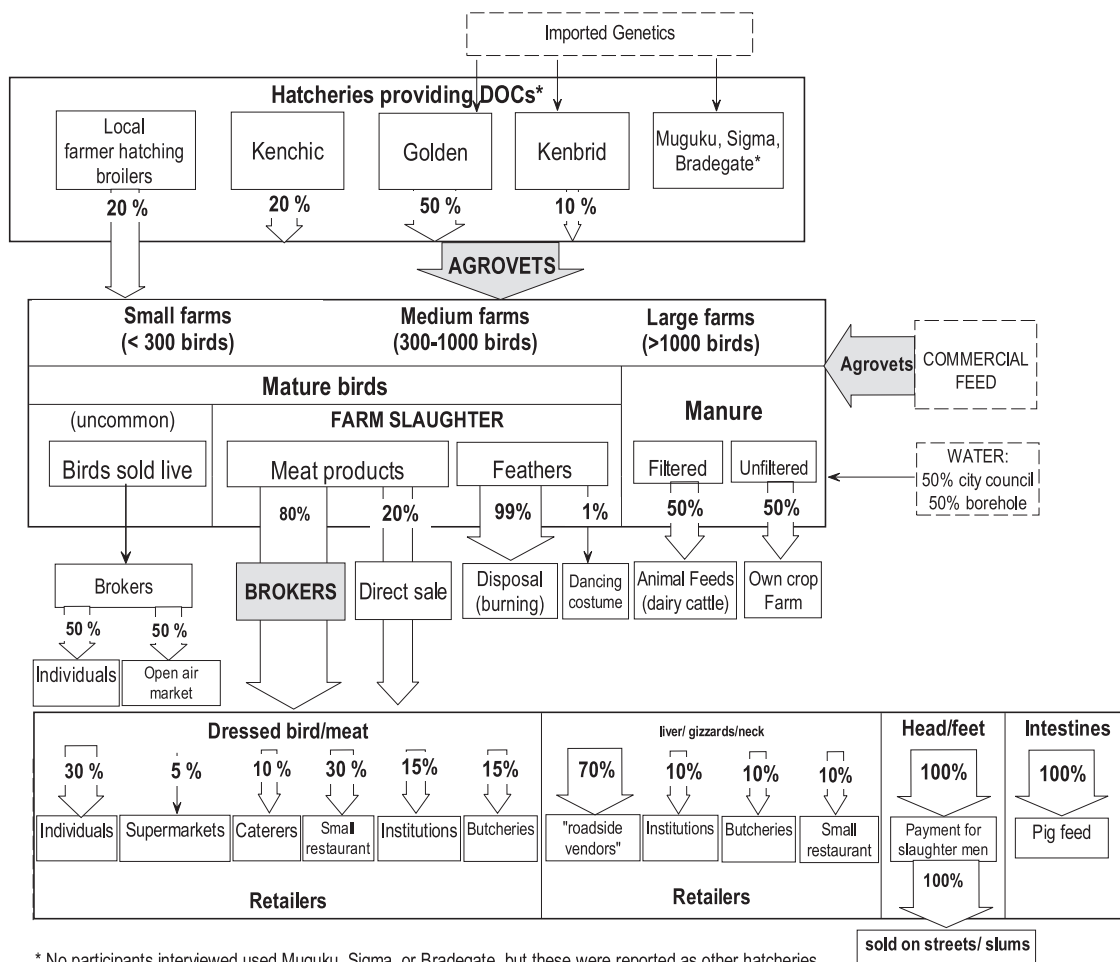 Imported Genetics
Hatcheries providing DOCs*
Local
farmer hatching
broilers
Kenchic
Golden
Kenbrid
Muguku, Sigma,
Bradegate*
20 %
20 %
50 %
10 %
AGROVETS
Small farms
(< 300 birds)
Medium farms
(300-1000 birds)
Large farms
(>1000 birds)
Agrovets
COMMERCIAL
FEED
Mature birds
Manure
(uncommon)
FARM SLAUGHTER
Birds sold live
Meat products
Feathers
Filtered
Unfiltered
WATER:
50% city council
50% borehole
80%
20%
99%
1%
50%
50%
Brokers
BROKERS
Direct sale
Disposal
(burning)
Dancing
costume
Animal Feeds
(dairy cattle)
Own crop
Farm
50 %
50 %
Individuals
Open air
market
Dressed bird/meat
liver/ gizzards/neck
Head/feet
Intestines
30 %
5 %
10 %
30 %
15%
15%
70%
10%
10%
10%
100%
100%
Individuals
Supermarkets
Caterers
Small
restaurant
Institutions
Butcheries
"roadside
vendors"
Institutions
Butcheries
Small
restaurant
Payment for
slaughter men
Pig feed
100%
Retailers
Retailers
sold on streets/ slums
* No participants interviewed used Muguku, Sigma, or Bradegate, but these were reported as other hatcheries